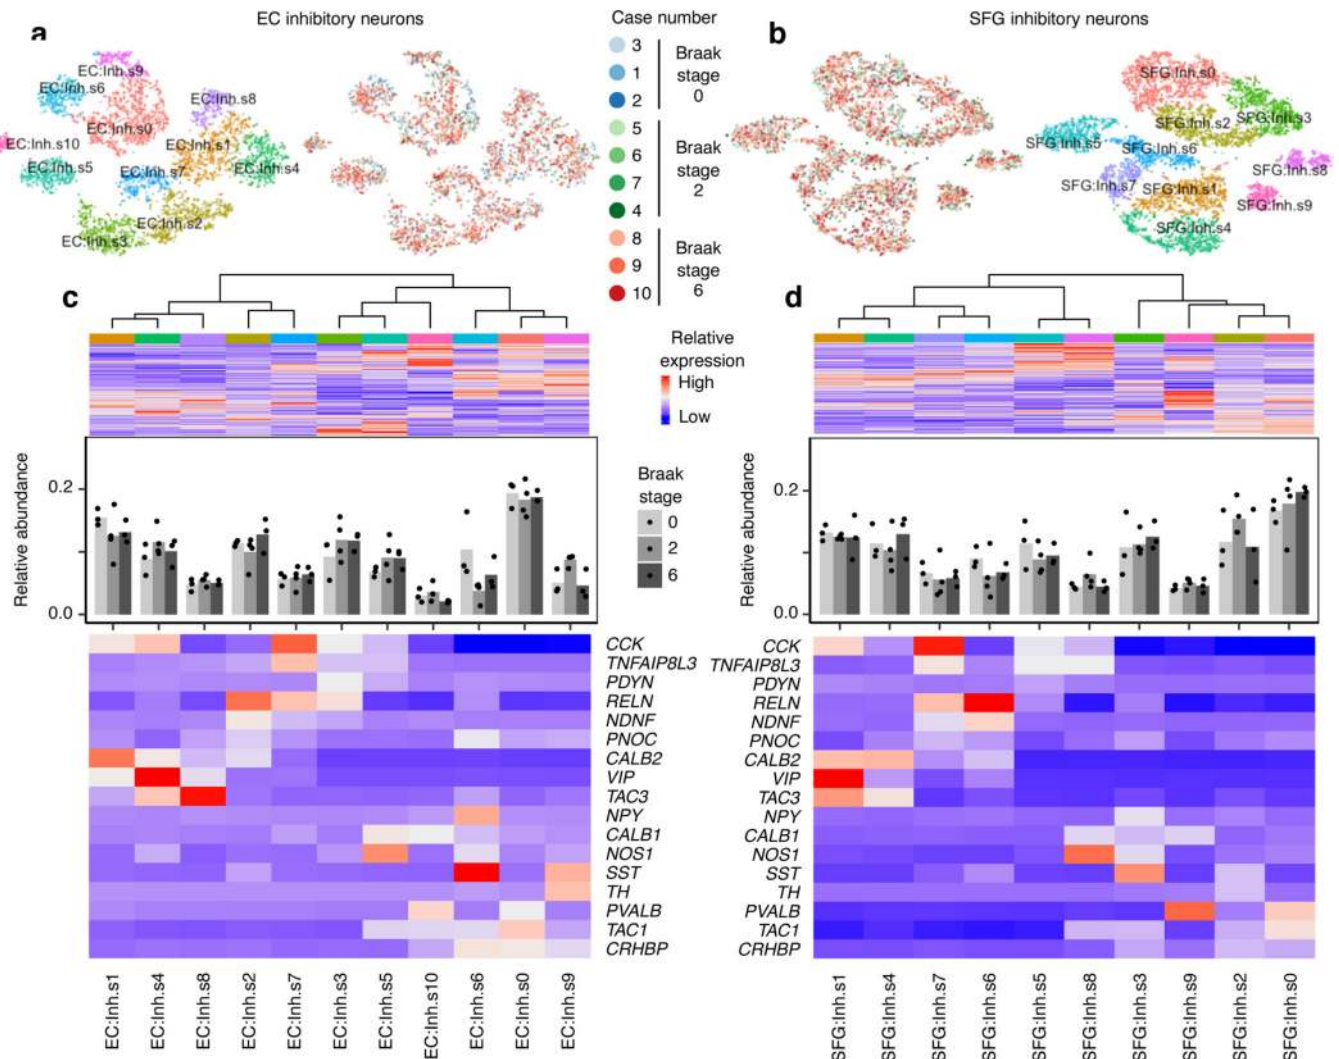 a
EC inhibitory neurons
EC:Inh.s9
EC:Inh.s6
EC:Inh.s8
EC:Inh.s0
EC:Inh.s10
EC:Inh.s1
EC:Inh.s5
EC:Inh.s7
EC:Inh.s4
EC:Inh.s2
EC:Inh.s3
Case number
3
1
2
Braak
stage
0
5
6
7
4
Braak
stage
2
8
9
10
Braak
stage
6
b
SFG inhibitory neurons
SFG:Inh.s0
SFG:Inh.s3
SFG:Inh.s2
SFG:Inh.s5
SFG:Inh.s6
SFG:Inh.s8
SFG:Inh.s7
SFG:Inh.s1
SFG:Inh.s9
SFG:Inh.s4
c
Relative
expression
High
Low
Relative abundance
0.2
0.0
Braak
stage
0
2
6
CCK
TNFAIP8L3
PDYN
RELN
NDNF
PNOC
CALB2
VIP
TAC3
NPY
CALB1
NOS1
SST
TH
PVALB
TAC1
CRHBP
EC:Inh.s1
EC:Inh.s4
EC:Inh.s8
EC:Inh.s2
EC:Inh.s7
EC:Inh.s3
EC:Inh.s5
EC:Inh.s10
EC:Inh.s6
EC:Inh.s0
EC:Inh.s9
d
Relative abundance
0.2
0.0
CCK
TNFAIP8L3
PDYN
RELN
NDNF
PNOC
CALB2
VIP
TAC3
NPY
CALB1
NOS1
SST
TH
PVALB
TAC1
CRHBP
SFG:Inh.s1
SFG:Inh.s4
SFG:Inh.s7
SFG:Inh.s6
SFG:Inh.s5
SFG:Inh.s8
SFG:Inh.s3
SFG:Inh.s9
SFG:Inh.s2
SFG:Inh.s0